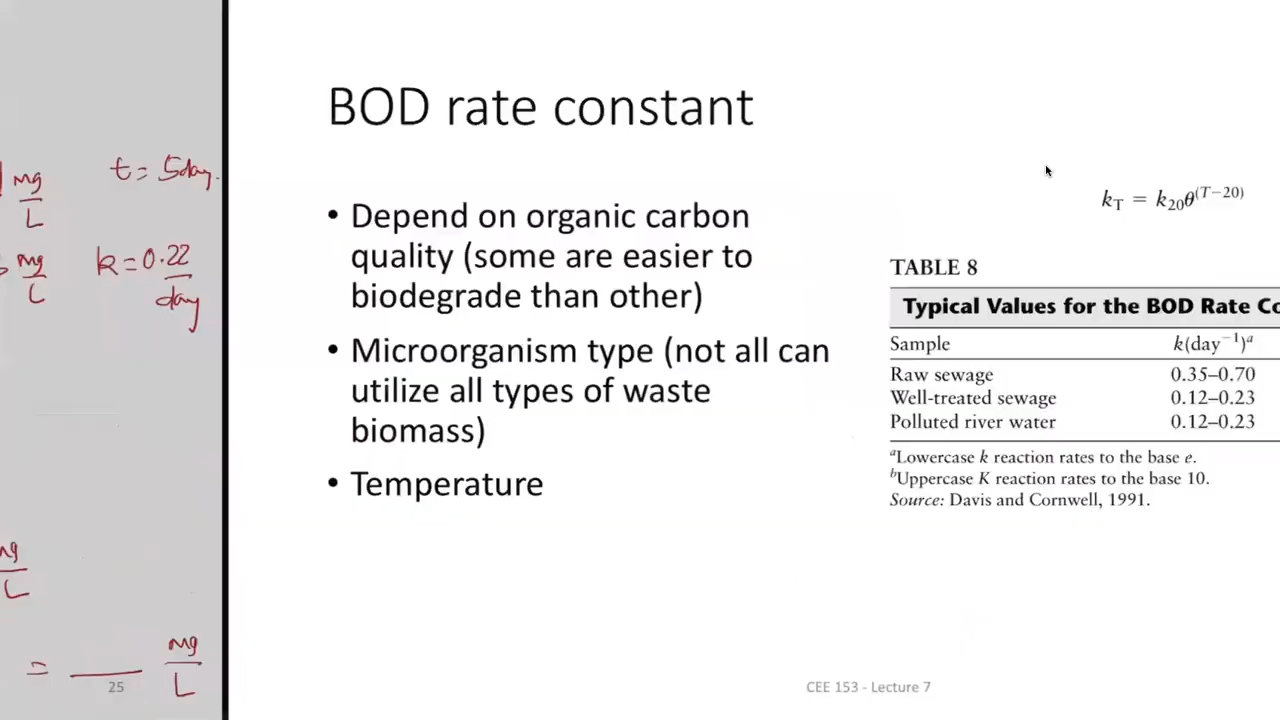 mg
L
t = 5day.
mg
L
k = 0.22
day
mg
L
= ___ mg
L
25
BOD rate constant
• Depend on organic carbon
quality (some are easier to
biodegrade than other)
• Microorganism type (not all can
utilize all types of waste
biomass)
• Temperature
k_T = k_20 θ^(T−20)
TABLE 8
Typical Values for the BOD Rate Co
Sample k(day⁻¹)ᵃ
Raw sewage 0.35–0.70
Well-treated sewage 0.12–0.23
Polluted river water 0.12–0.23
ᵃLowercase k reaction rates to the base e.
ᵇUppercase K reaction rates to the base 10.
Source: Davis and Cornwell, 1991.
CEE 153 - Lecture 7